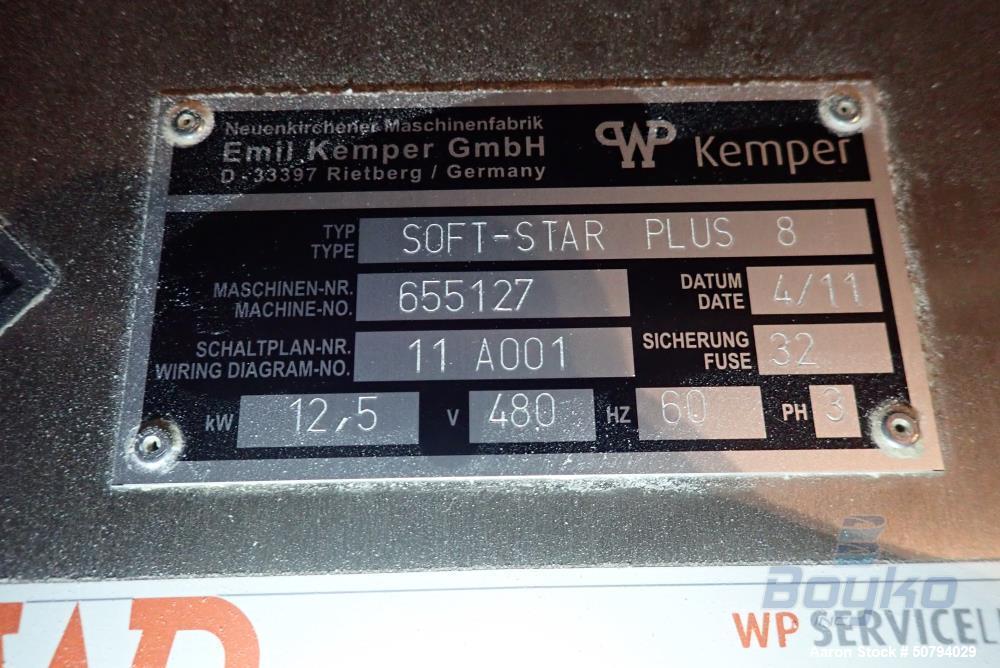 Neuenkirchener Maschinenfabrik
Emil Kemper GmbH
D-33397 Rietberg / Germany
WP Kemper
TYP
TYPE
SOFT-STAR PLUS 8
MASCHINEN-NR.
MACHINE-NO.
655127
DATUM
DATE
4/11
SCHALTPLAN-NR.
WIRING DIAGRAM-NO.
11 A001
SICHERUNG
FUSE
32
kW 12,5 V 480 HZ 60 PH 3
Bouko
INC
WP SERVICEL
Aaron Stock # 50794029